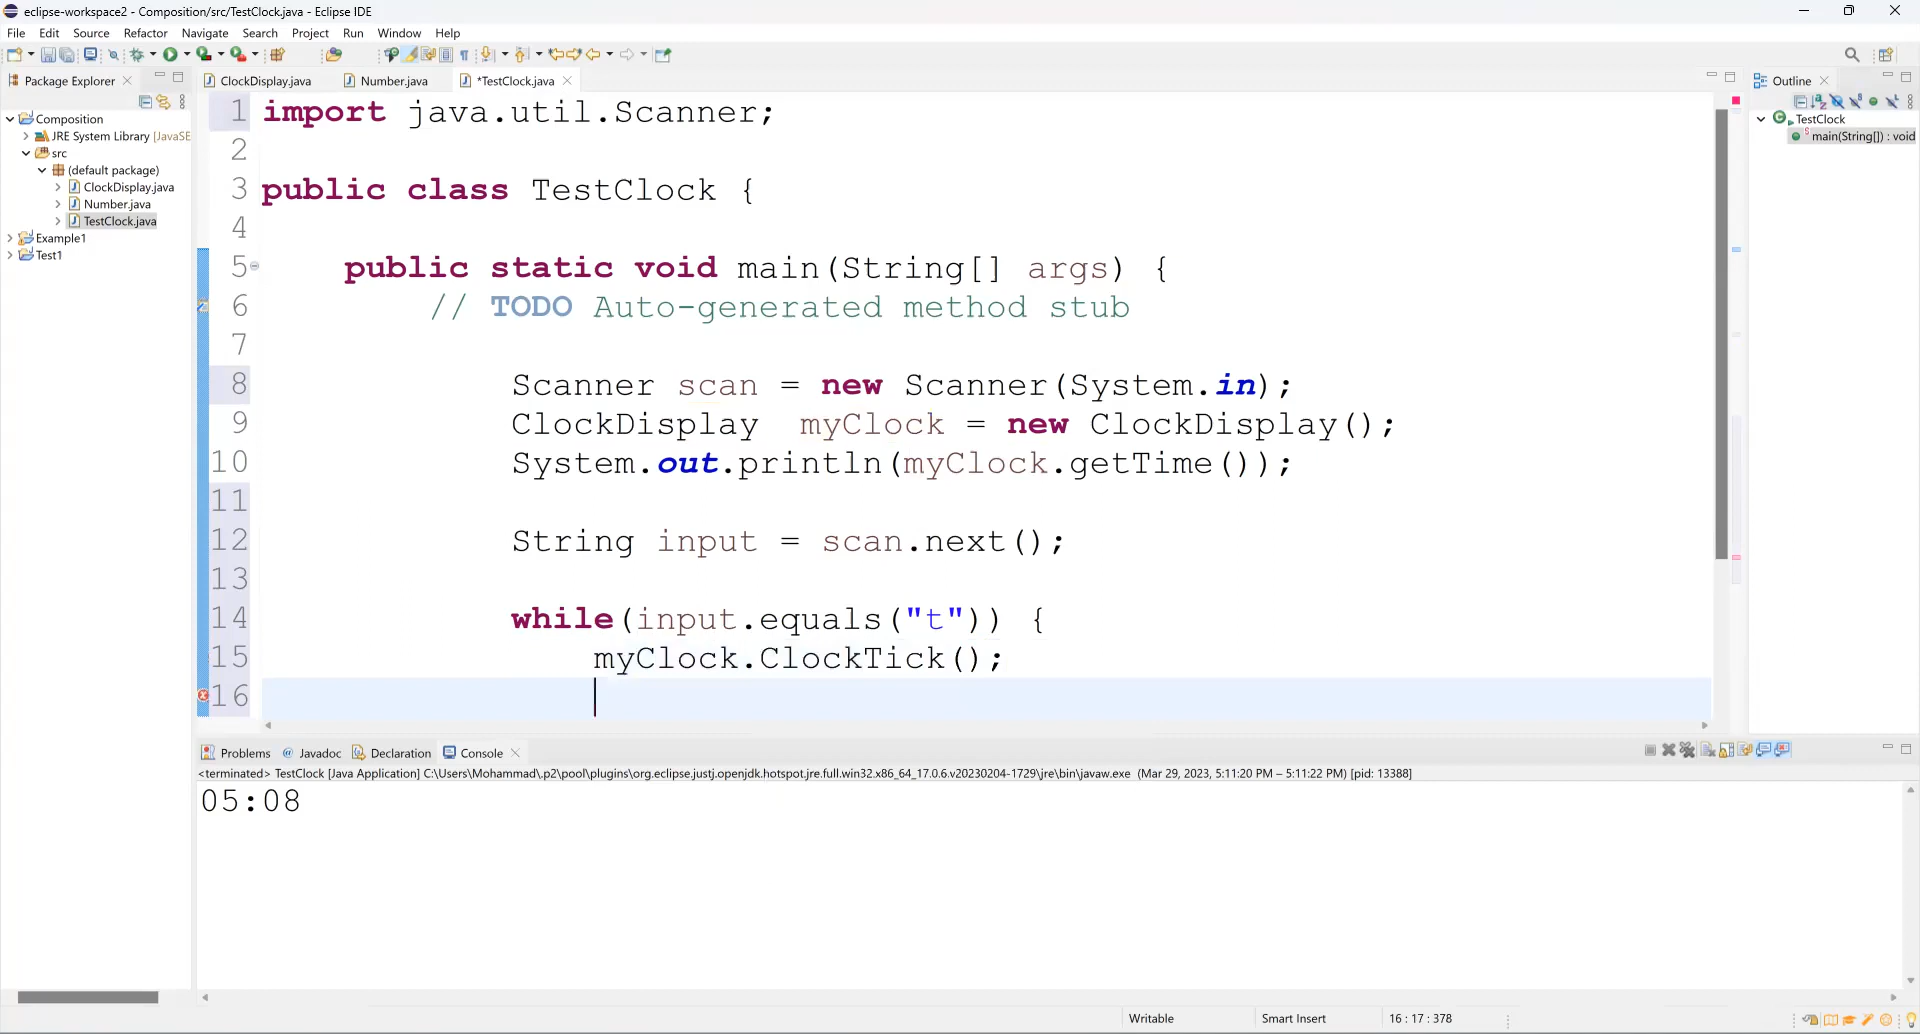 eclipse-workspace2 - Composition/src/TestClock.java - Eclipse IDE
File Edit Source Refactor Navigate Search Project Run Window Help
Package Explorer
ClockDisplay.java Number.java *TestClock.java
Outline
Composition
JRE System Library [JavaSE
src
(default package)
ClockDisplay.java
Number.java
TestClock.java
Example1
Test1
1 import java.util.Scanner;
2
3 public class TestClock {
4
5 public static void main(String[] args) {
6 // TODO Auto-generated method stub
7
8 Scanner scan = new Scanner(System.in);
9 ClockDisplay myClock = new ClockDisplay();
10 System.out.println(myClock.getTime());
11
12 String input = scan.next();
13
14 while(input.equals("t")) {
15 myClock.ClockTick();
16
TestClock
main(String[]) : void
Problems @ Javadoc Declaration Console
<terminated> TestClock [Java Application] C:\Users\Mohammad\.p2\pool\plugins\org.eclipse.justj.openjdk.hotspot.jre.full.win32.x86_64_17.0.6.v20230204-1729\jre\bin\javaw.exe (Mar 29, 2023, 5:11:20 PM – 5:11:22 PM) [pid: 13388]
05:08
Writable Smart Insert 16 : 17 : 378